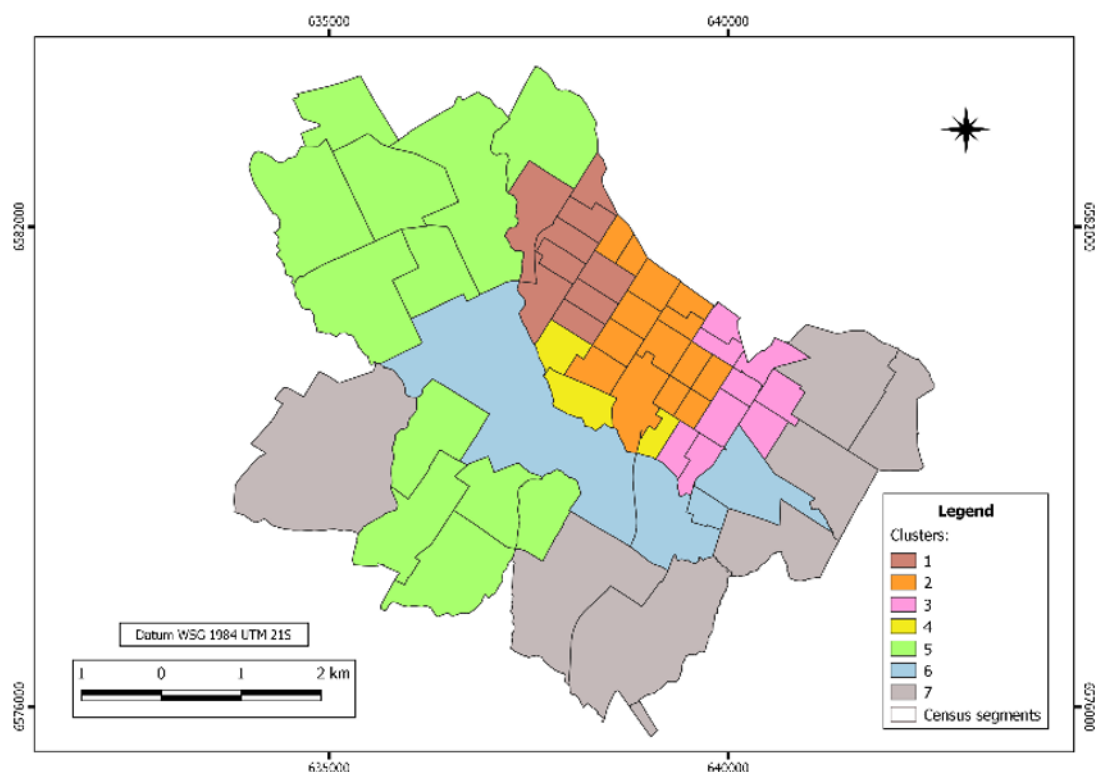 635000 640000
6582000 6582000
Legend
Clusters:
1
2
3
4
5
6
7
Census segments
Datum WSG 1984 UTM 21S
1 0 1 2 km
6576000 6576000
635000 640000